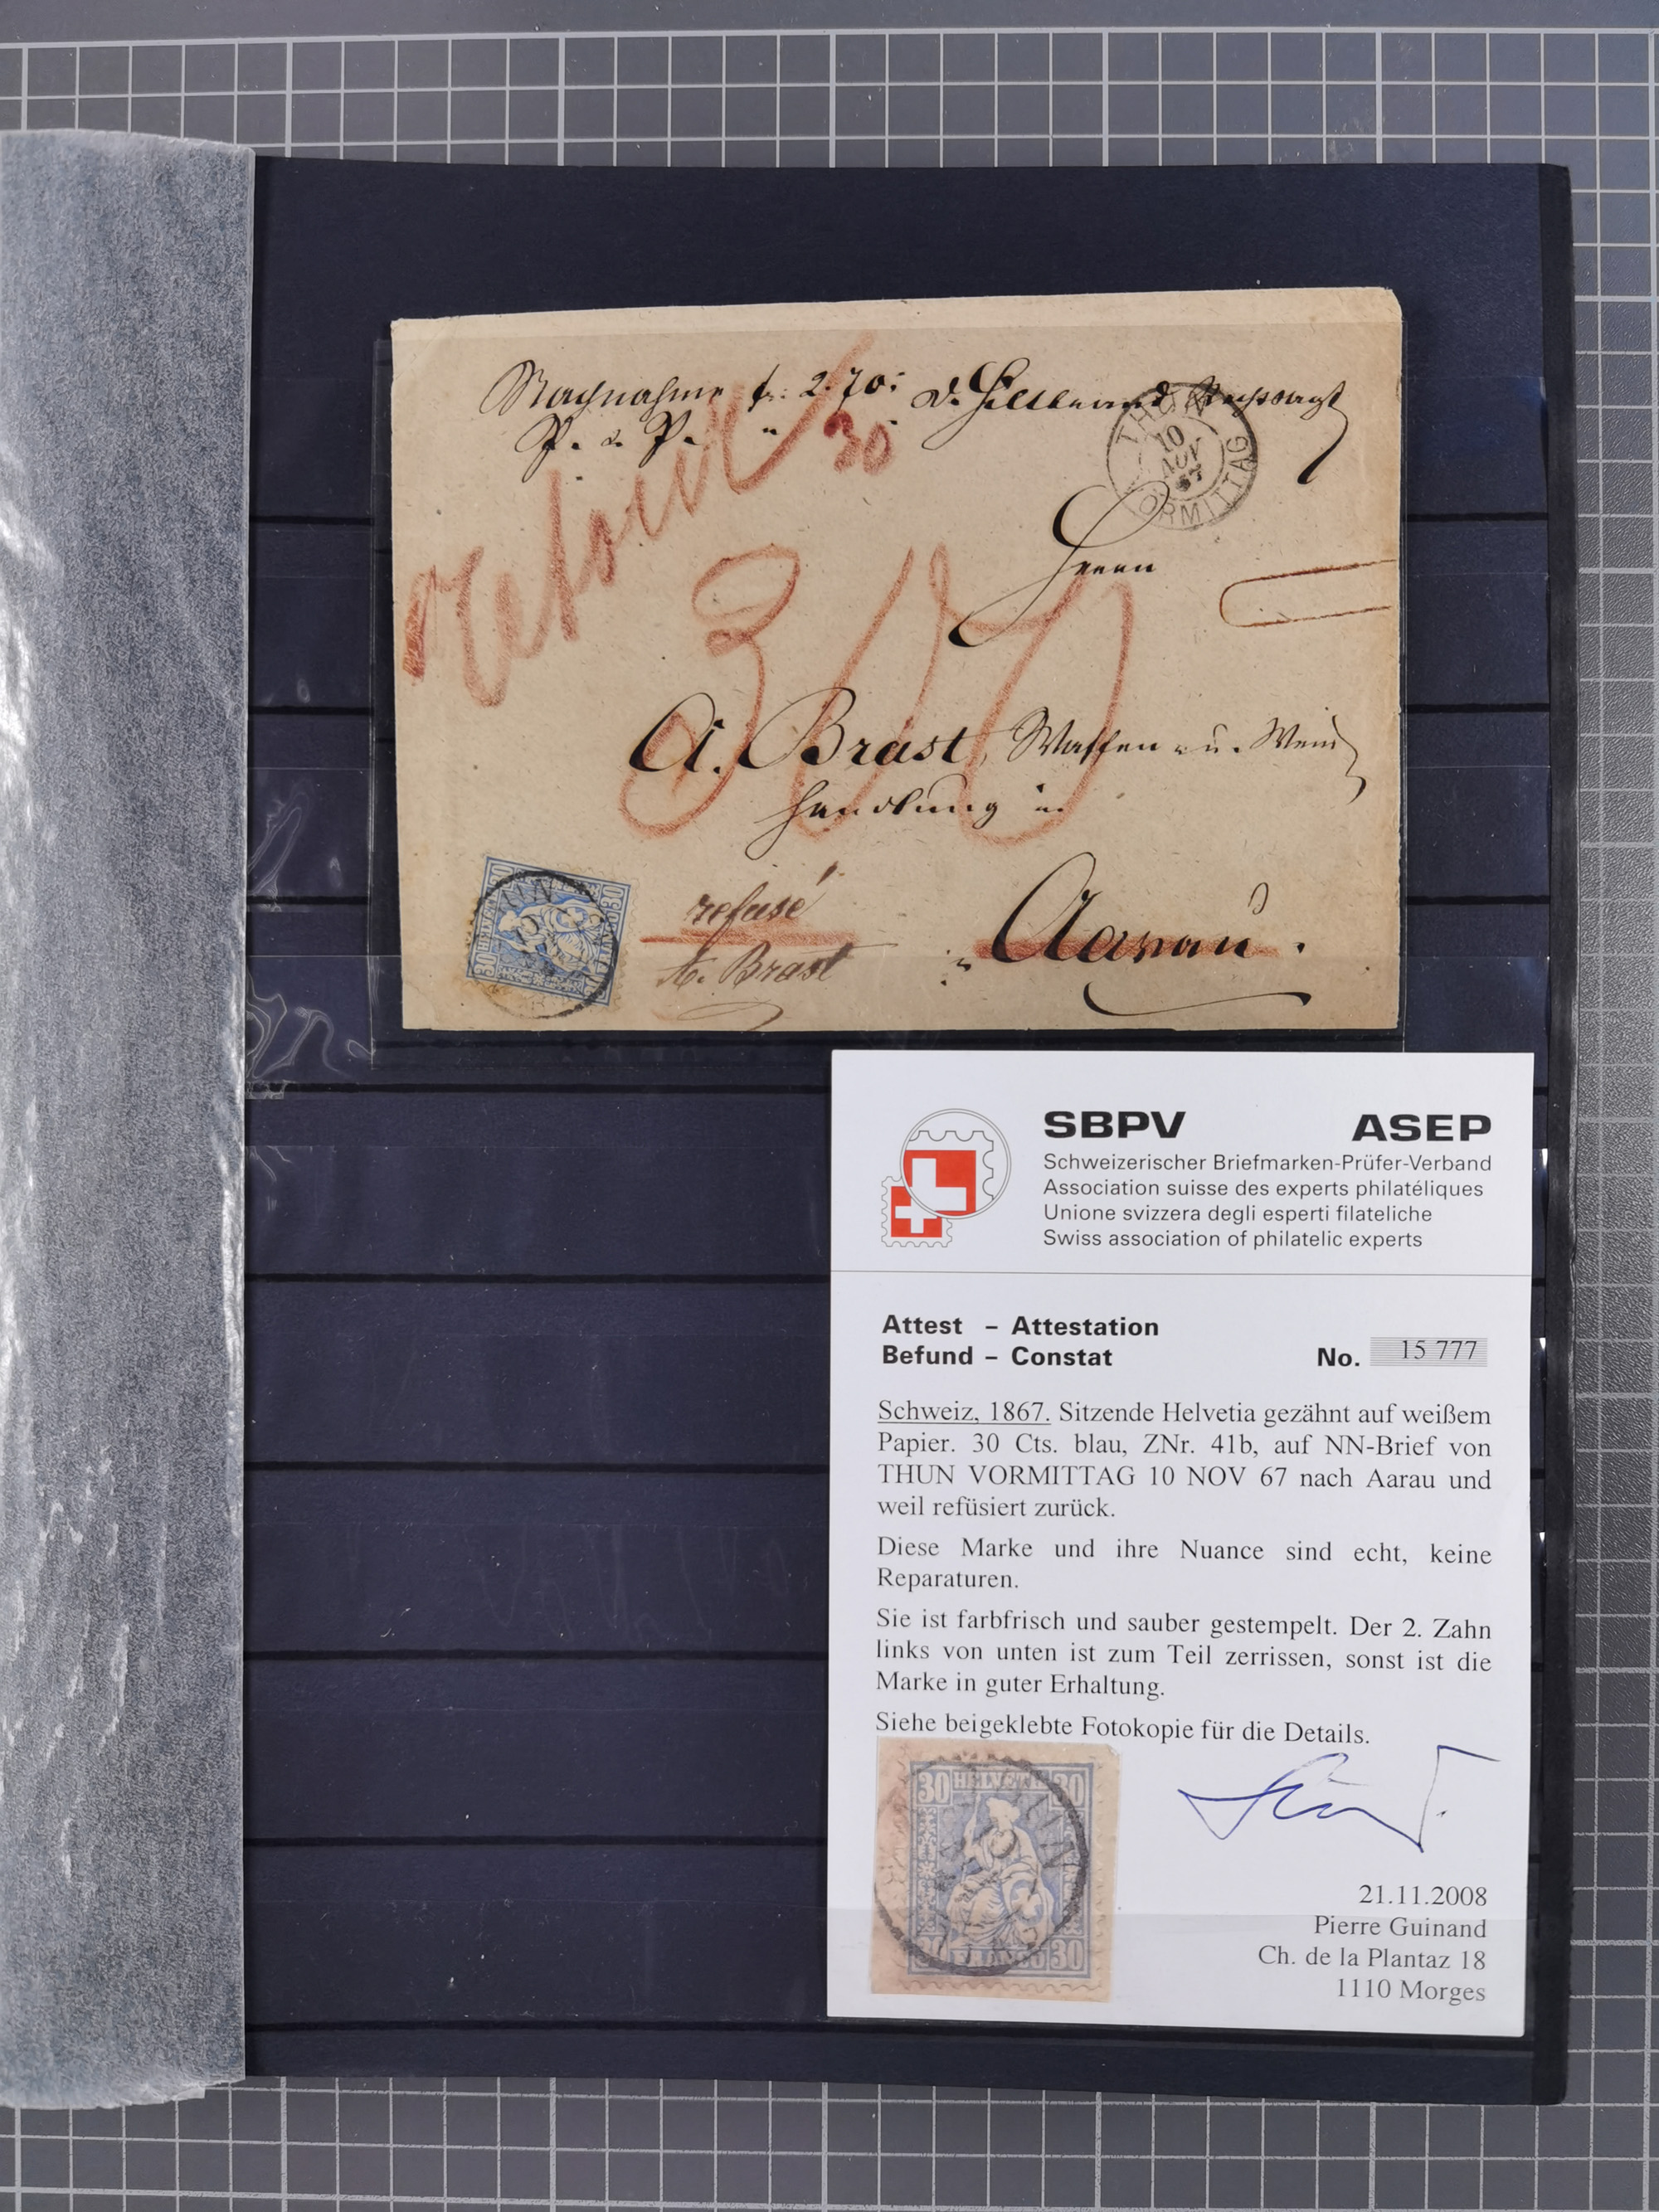 Nachnahme fr. 2.70:
P. & P. " 30
Retour
THUN
10
NOV
67
VORMITTAG
Herrn
300
A. Brast, Waffen- u. Wein
handlung in
refusé
A. Brast
Aarau.
30 HELVETIA 30
SBPV ASEP
Schweizerischer Briefmarken-Prüfer-Verband
Association suisse des experts philatéliques
Unione svizzera degli esperti filateliche
Swiss association of philatelic experts
Attest – Attestation
Befund – Constat No. 15 777
Schweiz, 1867. Sitzende Helvetia gezähnt auf weißem
Papier. 30 Cts. blau, ZNr. 41b, auf NN-Brief von
THUN VORMITTAG 10 NOV 67 nach Aarau und
weil refüsiert zurück.
Diese Marke und ihre Nuance sind echt, keine
Reparaturen.
Sie ist farbfrisch und sauber gestempelt. Der 2. Zahn
links von unten ist zum Teil zerrissen, sonst ist die
Marke in guter Erhaltung.
Siehe beigeklebte Fotokopie für die Details.
30 HELVETIA 30
30
21.11.2008
Pierre Guinand
Ch. de la Plantaz 18
1110 Morges